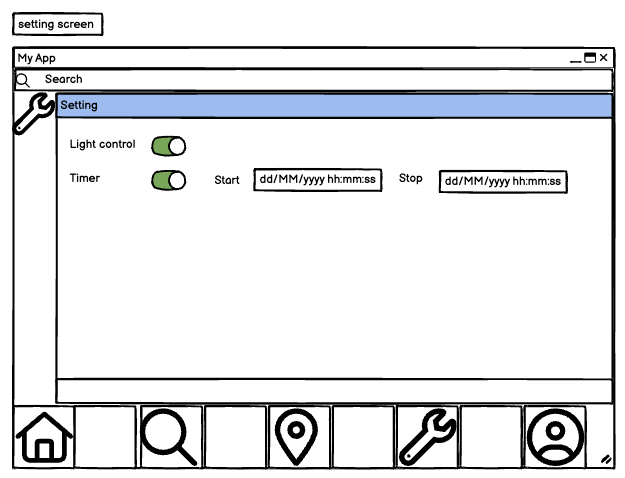 setting screen
My App
Search
Setting
Light control
Timer Start dd/MM/yyyy hh:mm:ss Stop dd/MM/yyyy hh:mm:ss